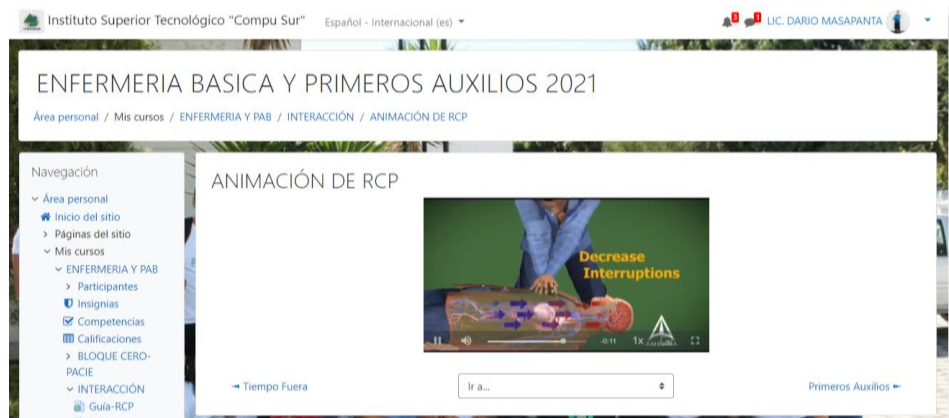 Instituto Superior Tecnológico "Compu Sur"
Español - Internacional (es)
3
1
LIC. DARIO MASAPANTA
ENFERMERIA BASICA Y PRIMEROS AUXILIOS 2021
Área personal / Mis cursos / ENFERMERIA Y PAB / INTERACCIÓN / ANIMACIÓN DE RCP
Navegación
Área personal
Inicio del sitio
Páginas del sitio
Mis cursos
ENFERMERIA Y PAB
Participantes
Insignias
Competencias
Calificaciones
BLOQUE CERO-
PACIE
INTERACCIÓN
Guía-RCP
ANIMACIÓN DE RCP
Decrease
Interruptions
-0:11 1x
Tiempo Fuera
Ir a...
Primeros Auxilios